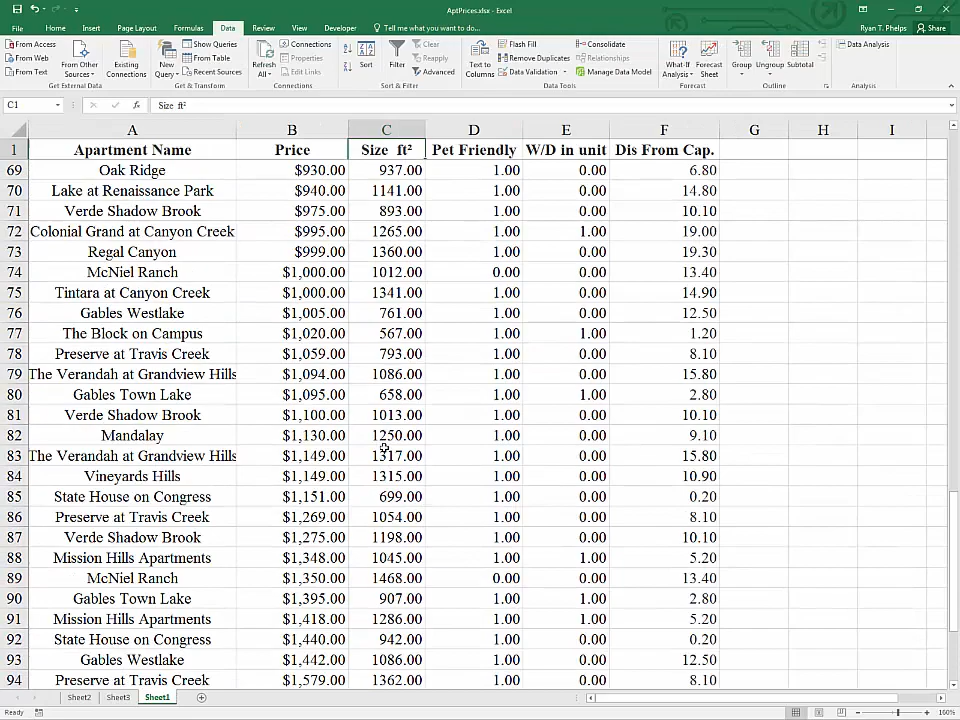 AptPrices.xlsx - Excel
File Home Insert Page Layout Formulas Data Review View Developer Tell me what you want to do... Ryan T. Phelps Share
From Access
From Web
From Text
From Other Sources
Existing Connections
Get External Data
New Query
Show Queries
From Table
Recent Sources
Get & Transform
Refresh All
Connections
Properties
Edit Links
Connections
Sort
Filter
Clear
Reapply
Advanced
Sort & Filter
Text to Columns
Flash Fill
Remove Duplicates
Data Validation
Consolidate
Relationships
Manage Data Model
Data Tools
What-If Analysis
Forecast Sheet
Forecast
Group
Ungroup
Subtotal
Outline
Data Analysis
Analysis
C1 fx Size ft²
A B C D E F G H I
1 Apartment Name Price Size ft² Pet Friendly W/D in unit Dis From Cap.
69 Oak Ridge $930.00 937.00 1.00 0.00 6.80
70 Lake at Renaissance Park $940.00 1141.00 1.00 0.00 14.80
71 Verde Shadow Brook $975.00 893.00 1.00 0.00 10.10
72 Colonial Grand at Canyon Creek $995.00 1265.00 1.00 1.00 19.00
73 Regal Canyon $999.00 1360.00 1.00 0.00 19.30
74 McNiel Ranch $1,000.00 1012.00 0.00 0.00 13.40
75 Tintara at Canyon Creek $1,000.00 1341.00 1.00 0.00 14.90
76 Gables Westlake $1,005.00 761.00 1.00 0.00 12.50
77 The Block on Campus $1,020.00 567.00 1.00 1.00 1.20
78 Preserve at Travis Creek $1,059.00 793.00 1.00 0.00 8.10
79 The Verandah at Grandview Hills $1,094.00 1086.00 1.00 0.00 15.80
80 Gables Town Lake $1,095.00 658.00 1.00 1.00 2.80
81 Verde Shadow Brook $1,100.00 1013.00 1.00 0.00 10.10
82 Mandalay $1,130.00 1250.00 1.00 0.00 9.10
83 The Verandah at Grandview Hills $1,149.00 1317.00 1.00 0.00 15.80
84 Vineyards Hills $1,149.00 1315.00 1.00 0.00 10.90
85 State House on Congress $1,151.00 699.00 1.00 0.00 0.20
86 Preserve at Travis Creek $1,269.00 1054.00 1.00 0.00 8.10
87 Verde Shadow Brook $1,275.00 1198.00 1.00 0.00 10.10
88 Mission Hills Apartments $1,348.00 1045.00 1.00 1.00 5.20
89 McNiel Ranch $1,350.00 1468.00 0.00 0.00 13.40
90 Gables Town Lake $1,395.00 907.00 1.00 1.00 2.80
91 Mission Hills Apartments $1,418.00 1286.00 1.00 1.00 5.20
92 State House on Congress $1,440.00 942.00 1.00 0.00 0.20
93 Gables Westlake $1,442.00 1086.00 1.00 0.00 12.50
94 Preserve at Travis Creek $1,579.00 1362.00 1.00 0.00 8.10
Sheet2 Sheet3 Sheet1
Ready 160%